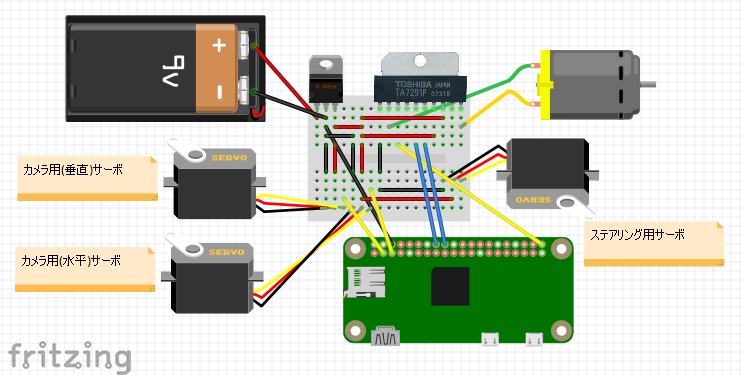 9v
+
−
TOSHIBA
JAPAN
TA7291P 0731K
SERVO
カメラ用(垂直)サーボ
SERVO
ステアリング用サーボ
SERVO
カメラ用(水平)サーボ
fritzing